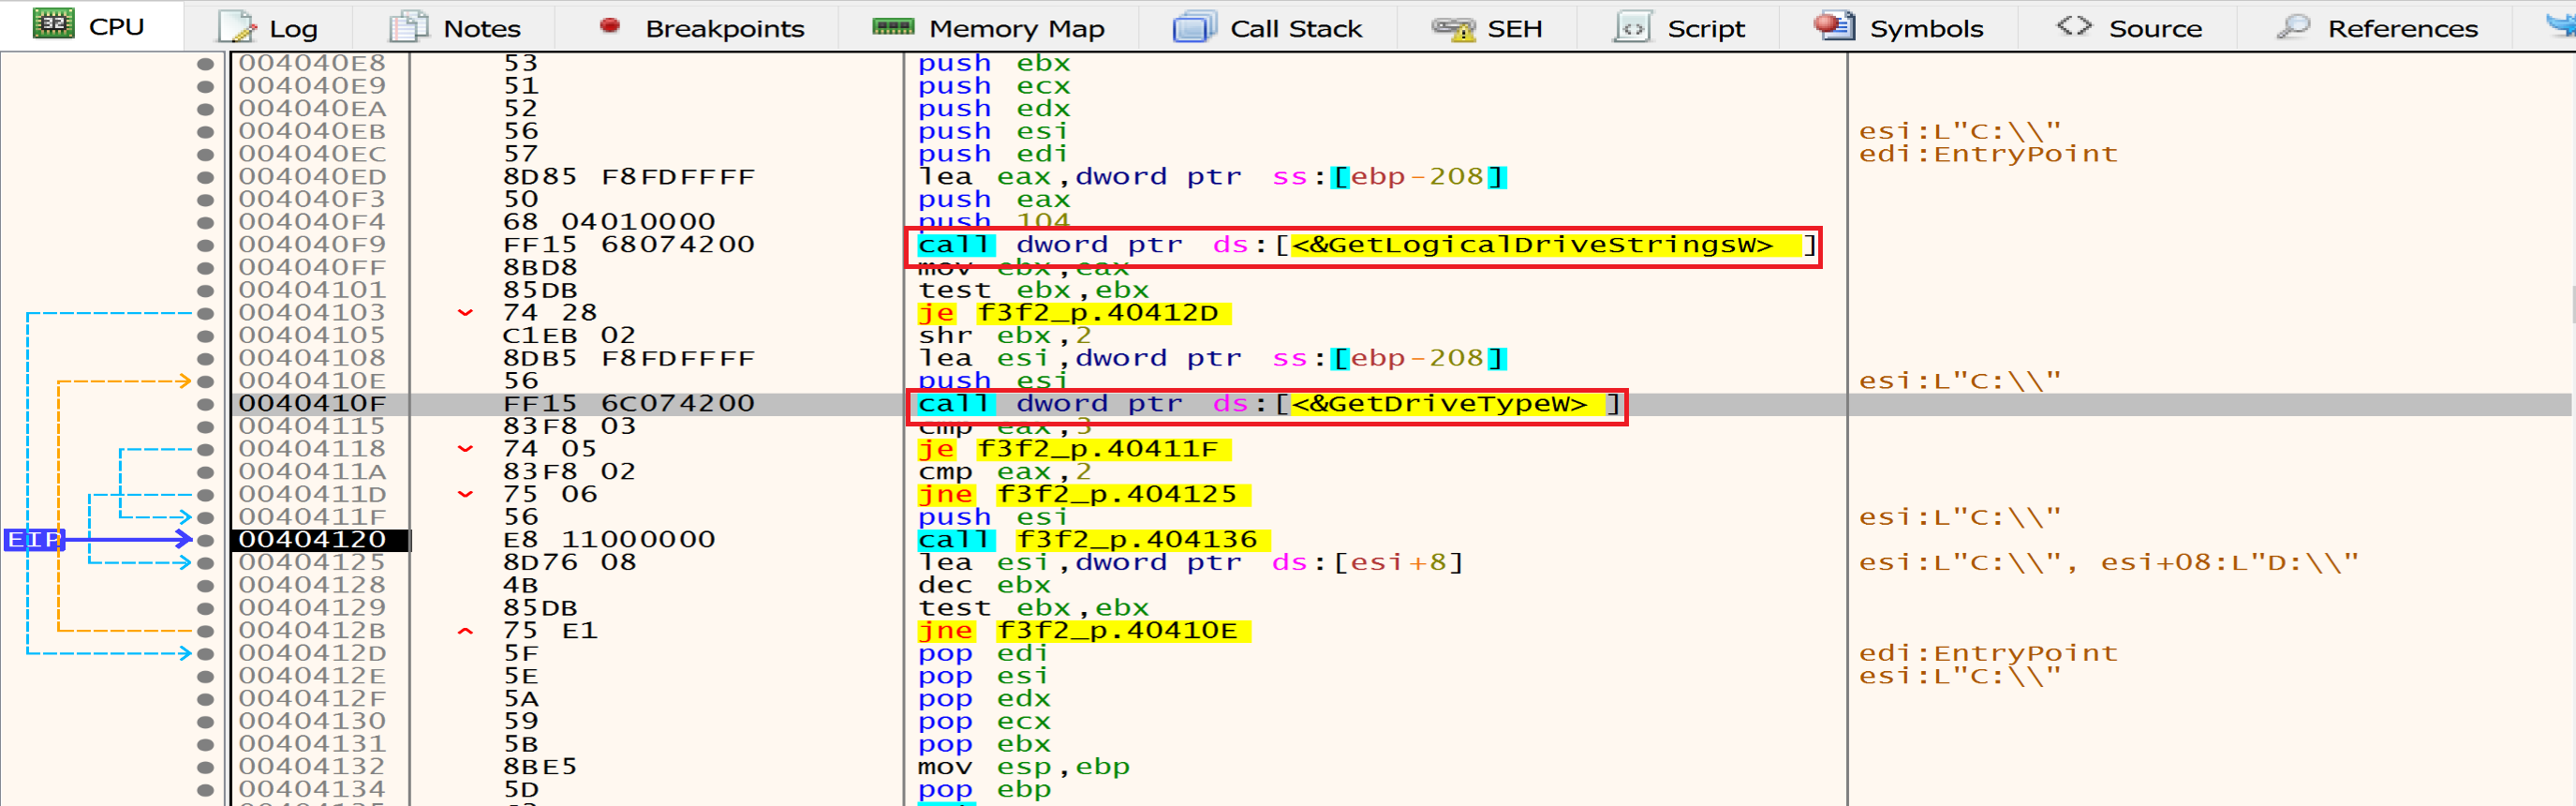 CPU Log Notes Breakpoints Memory Map Call Stack SEH Script Symbols Source References
004040E8 53 push ebx
004040E9 51 push ecx
004040EA 52 push edx
004040EB 56 push esi esi:L"C:\\"
004040EC 57 push edi edi:EntryPoint
004040ED 8D85 F8FDFFFF lea eax,dword ptr ss:[ebp-208]
004040F3 50 push eax
004040F4 68 04010000 push 104
004040F9 FF15 68074200 call dword ptr ds:[<&GetLogicalDriveStringsW>]
004040FF 8BD8 mov ebx,eax
00404101 85DB test ebx,ebx
00404103 74 28 je f3f2_p.40412D
00404105 C1EB 02 shr ebx,2
00404108 8DB5 F8FDFFFF lea esi,dword ptr ss:[ebp-208]
0040410E 56 push esi esi:L"C:\\"
0040410F FF15 6C074200 call dword ptr ds:[<&GetDriveTypeW>]
00404115 83F8 03 cmp eax,3
00404118 74 05 je f3f2_p.40411F
0040411A 83F8 02 cmp eax,2
0040411D 75 06 jne f3f2_p.404125
0040411F 56 push esi esi:L"C:\\"
EIP 00404120 E8 11000000 call f3f2_p.404136
00404125 8D76 08 lea esi,dword ptr ds:[esi+8] esi:L"C:\\", esi+08:L"D:\\"
00404128 4B dec ebx
00404129 85DB test ebx,ebx
0040412B 75 E1 jne f3f2_p.40410E
0040412D 5F pop edi edi:EntryPoint
0040412E 5E pop esi esi:L"C:\\"
0040412F 5A pop edx
00404130 59 pop ecx
00404131 5B pop ebx
00404132 8BE5 mov esp,ebp
00404134 5D pop ebp